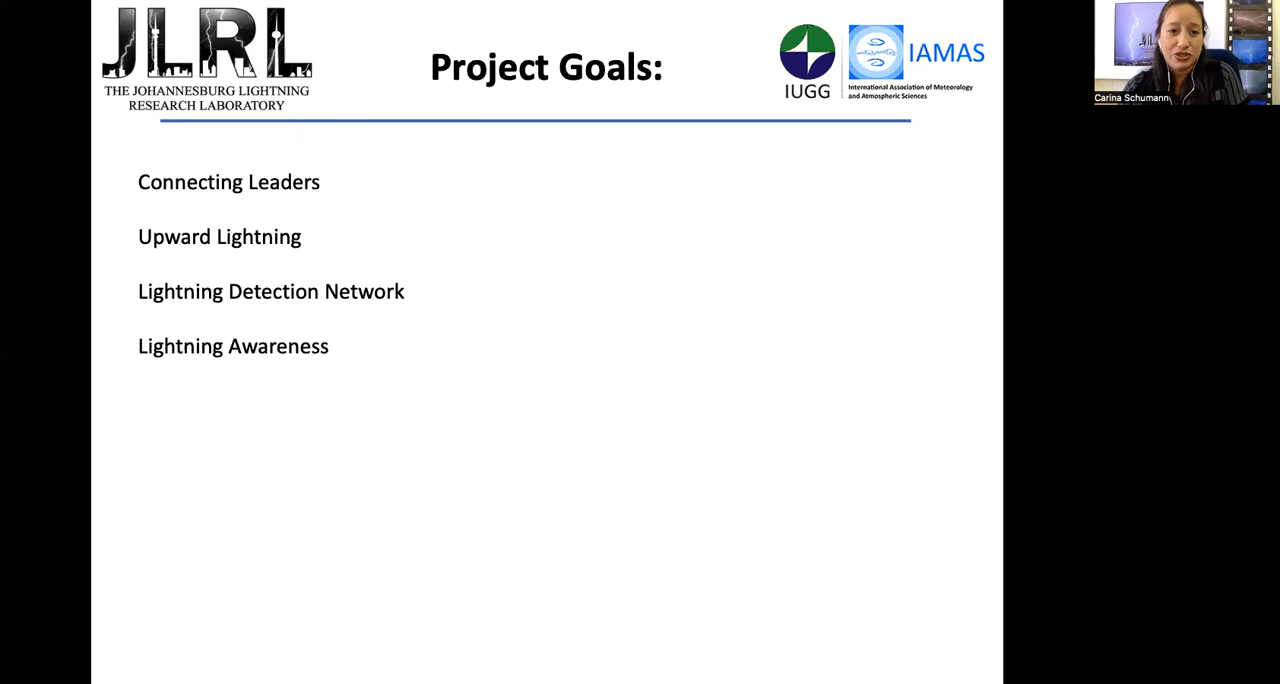 JLRL
THE JOHANNESBURG LIGHTNING
RESEARCH LABORATORY
Project Goals:
IUGG
IAMAS
International Association of Meteorology
and Atmospheric Sciences
Carina Schumann
Connecting Leaders
Upward Lightning
Lightning Detection Network
Lightning Awareness